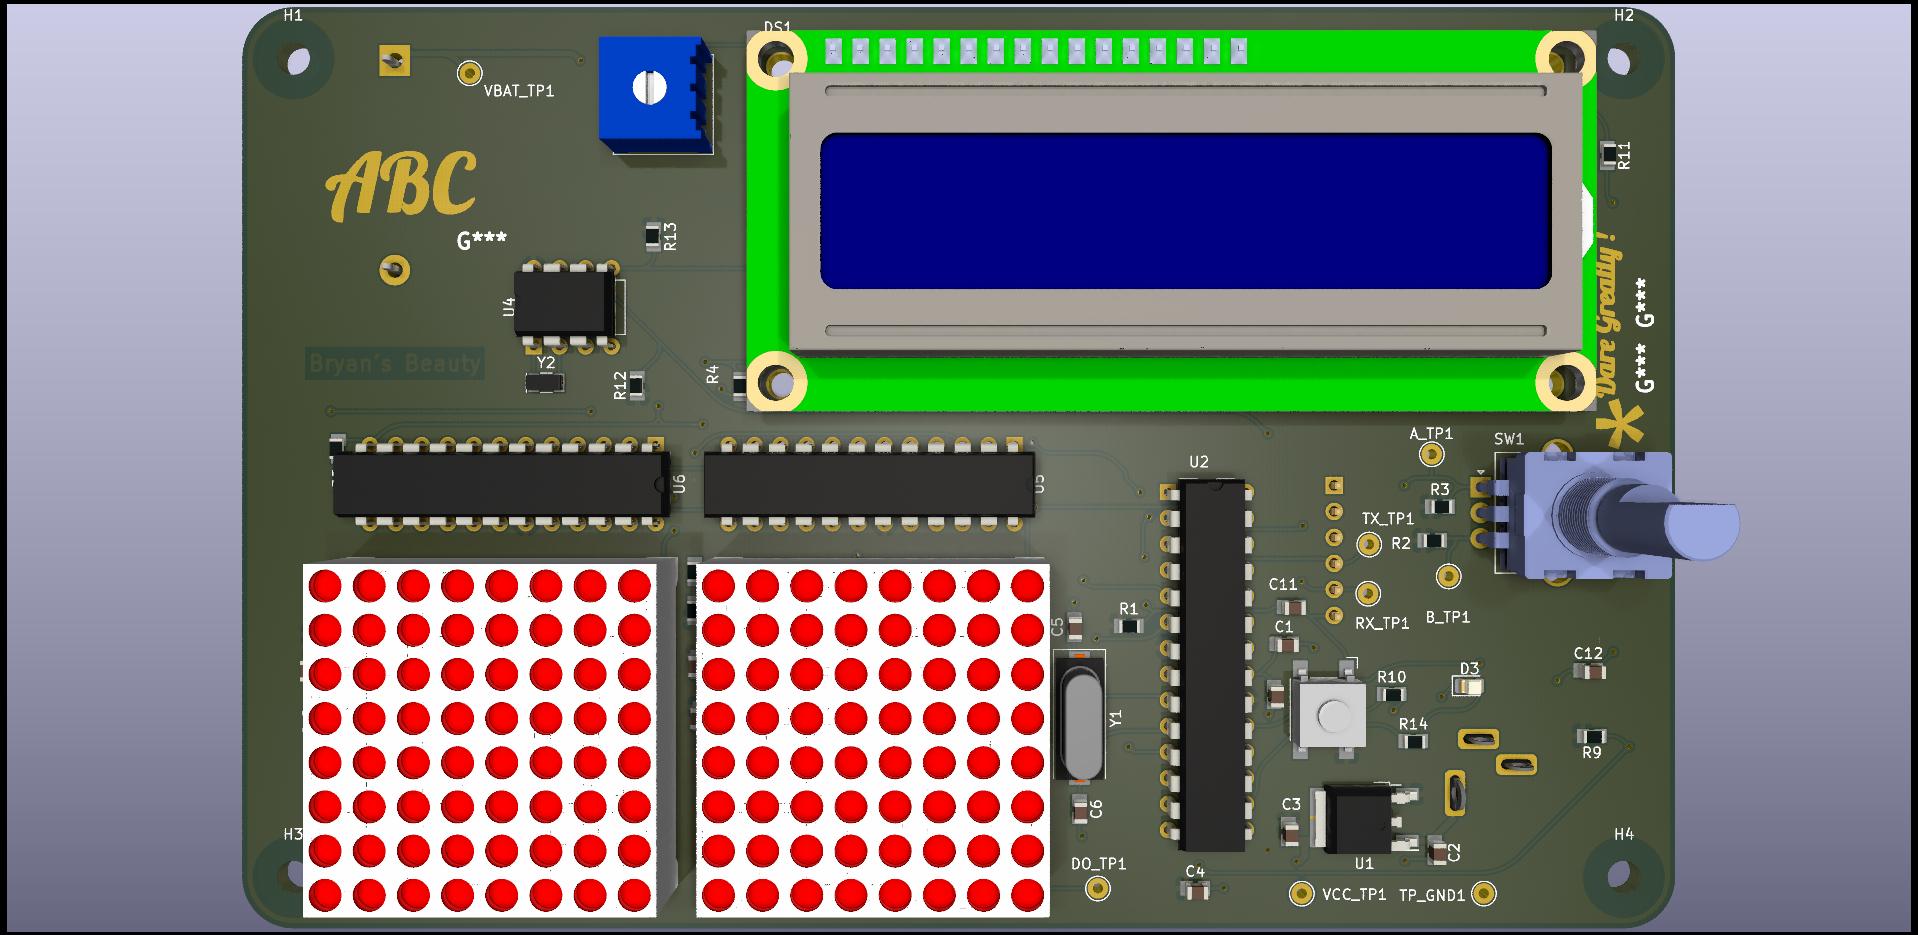 H1
DS1
H2
VBAT_TP1
R11
ABC
G***
R13
Dare Greatly!
G*** G***
U4
Bryan's Beauty
Y2
R12
R4
*
A_TP1
SW1
U6
U5
U2
R3
TX_TP1
R2
C11
B_TP1
RX_TP1
R1
C5
C1
C12
D3
R10
Y1
R14
R9
C3
C6
H3
H4
C2
U1
DO_TP1
C4
VCC_TP1
TP_GND1